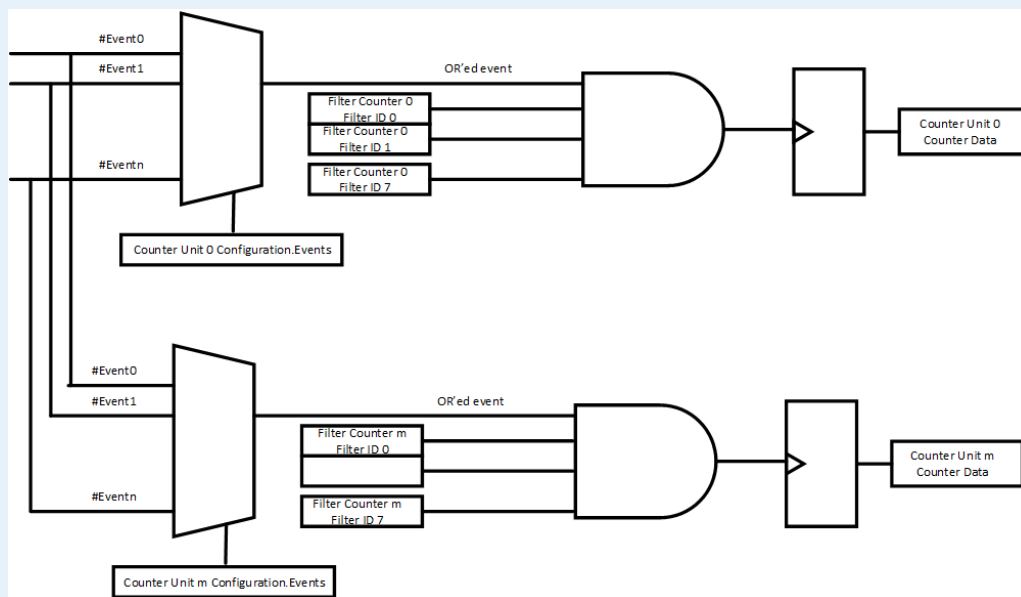 #Event0
#Event1
OR'ed event
Filter Counter 0
Filter ID 0
Filter Counter 0
Filter ID 1
Counter Unit 0
Counter Data
#Eventn
Filter Counter 0
Filter ID 7
Counter Unit 0 Configuration.Events
#Event0
#Event1
OR'ed event
Filter Counter m
Filter ID 0
Counter Unit m
Counter Data
#Eventn
Filter Counter m
Filter ID 7
Counter Unit m Configuration.Events